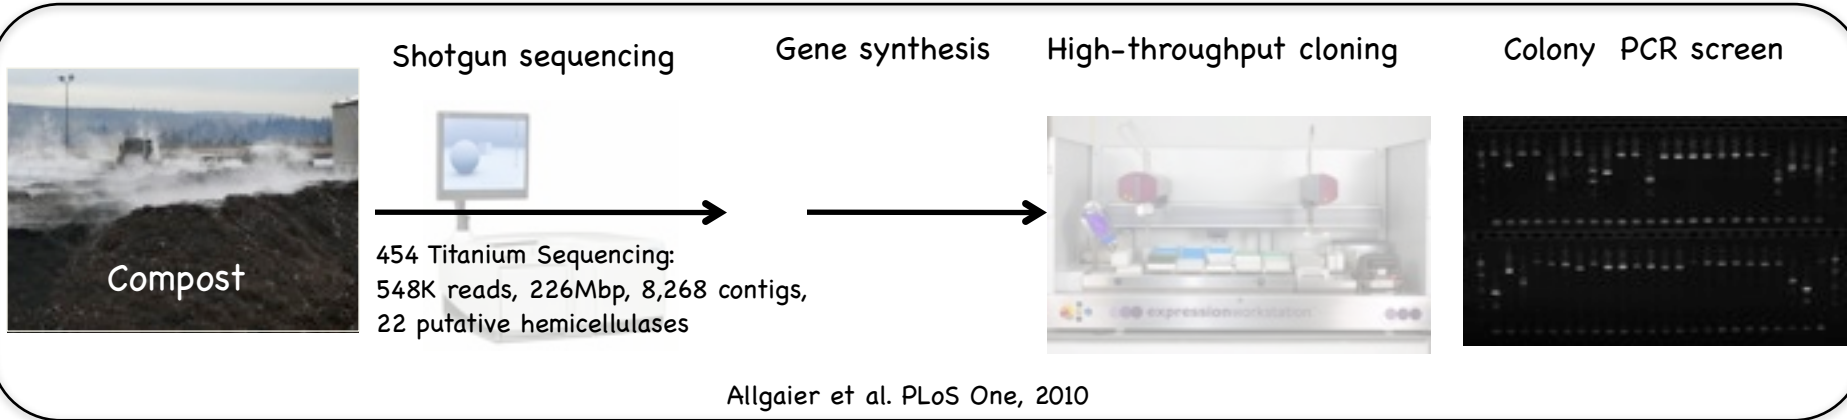 Shotgun sequencing
Gene synthesis
High-throughput cloning
Colony PCR screen
Compost
454 Titanium Sequencing:
548K reads, 226Mbp, 8,268 contigs,
22 putative hemicellulases
expressionworkstation
Allgaier et al. PLoS One, 2010